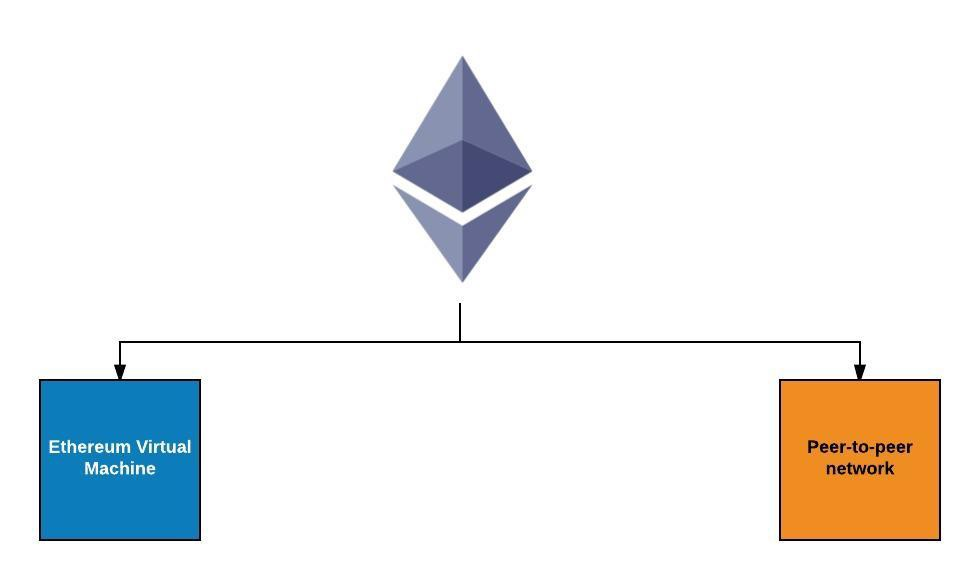 Ethereum Virtual
Machine
Peer-to-peer
network